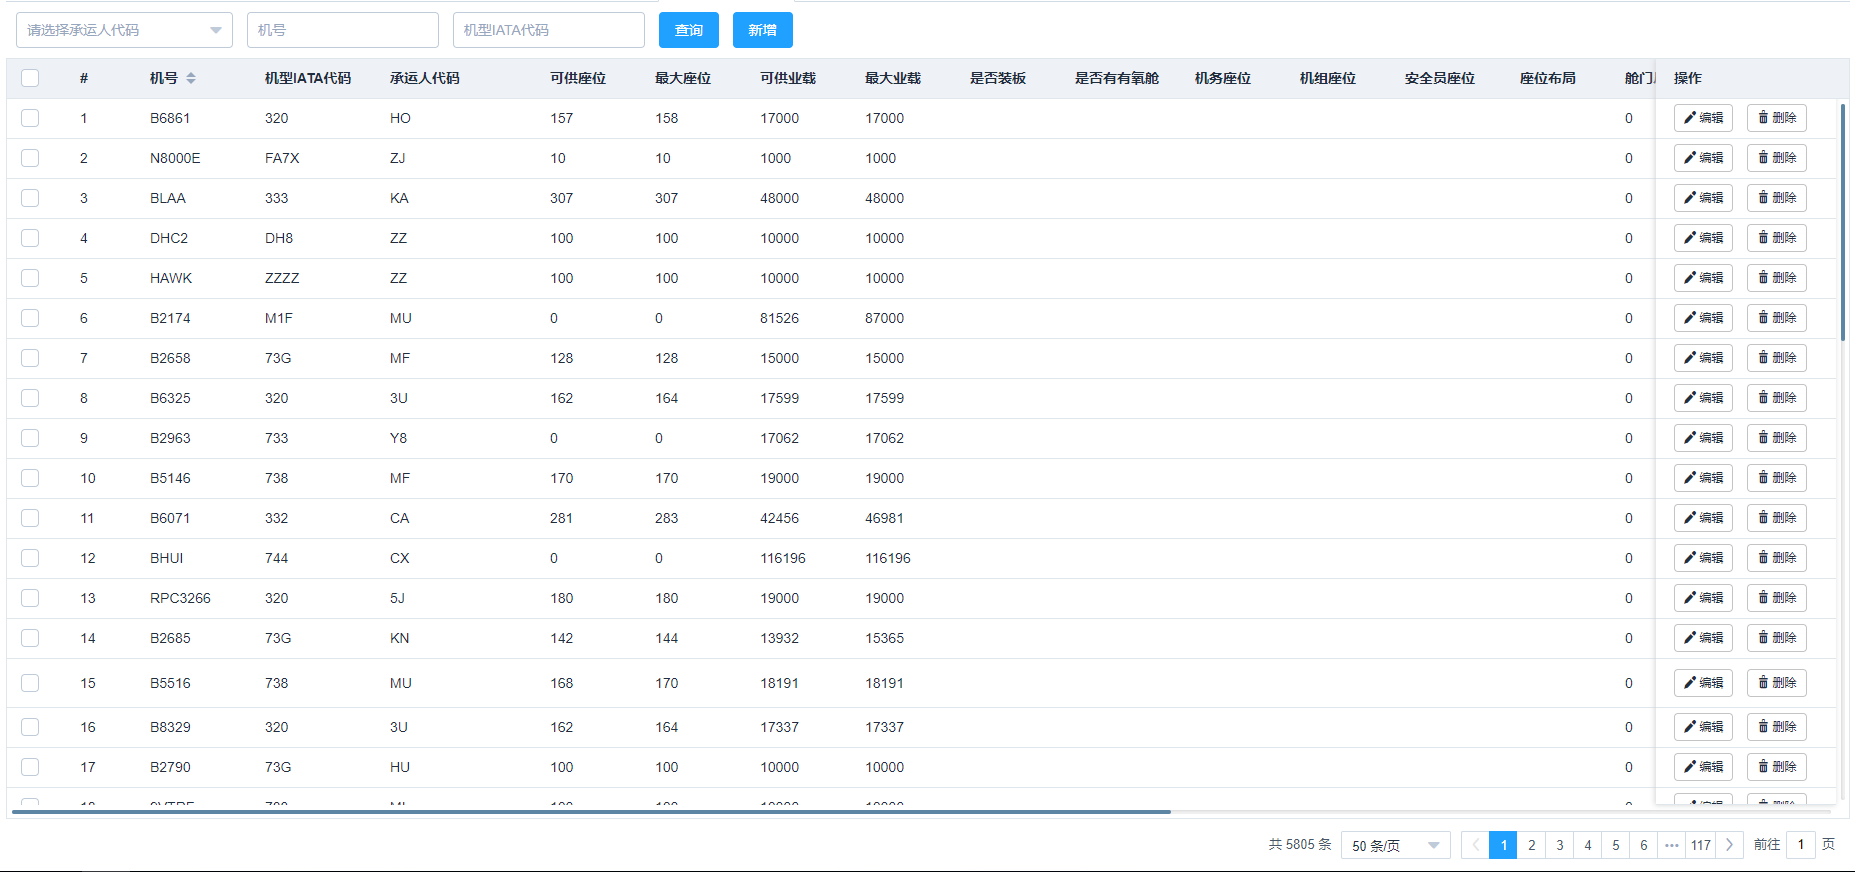 请选择承运人代码 机号 机型IATA代码 查询 新增
# 机号 机型IATA代码 承运人代码 可供座位 最大座位 可供业载 最大业载 是否装板 是否有有氧舱 机务座位 机组座位 安全员座位 座位布局 舱门 操作
1 B6861 320 HO 157 158 17000 17000 0 编辑 删除
2 N8000E FA7X ZJ 10 10 1000 1000 0 编辑 删除
3 BLAA 333 KA 307 307 48000 48000 0 编辑 删除
4 DHC2 DH8 ZZ 100 100 10000 10000 0 编辑 删除
5 HAWK ZZZZ ZZ 100 100 10000 10000 0 编辑 删除
6 B2174 M1F MU 0 0 81526 87000 0 编辑 删除
7 B2658 73G MF 128 128 15000 15000 0 编辑 删除
8 B6325 320 3U 162 164 17599 17599 0 编辑 删除
9 B2963 733 Y8 0 0 17062 17062 0 编辑 删除
10 B5146 738 MF 170 170 19000 19000 0 编辑 删除
11 B6071 332 CA 281 283 42456 46981 0 编辑 删除
12 BHUI 744 CX 0 0 116196 116196 0 编辑 删除
13 RPC3266 320 5J 180 180 19000 19000 0 编辑 删除
14 B2685 73G KN 142 144 13932 15365 0 编辑 删除
15 B5516 738 MU 168 170 18191 18191 0 编辑 删除
16 B8329 320 3U 162 164 17337 17337 0 编辑 删除
17 B2790 73G HU 100 100 10000 10000 0 编辑 删除
共 5805 条 50 条/页 1 2 3 4 5 6 ••• 117 前往 1 页